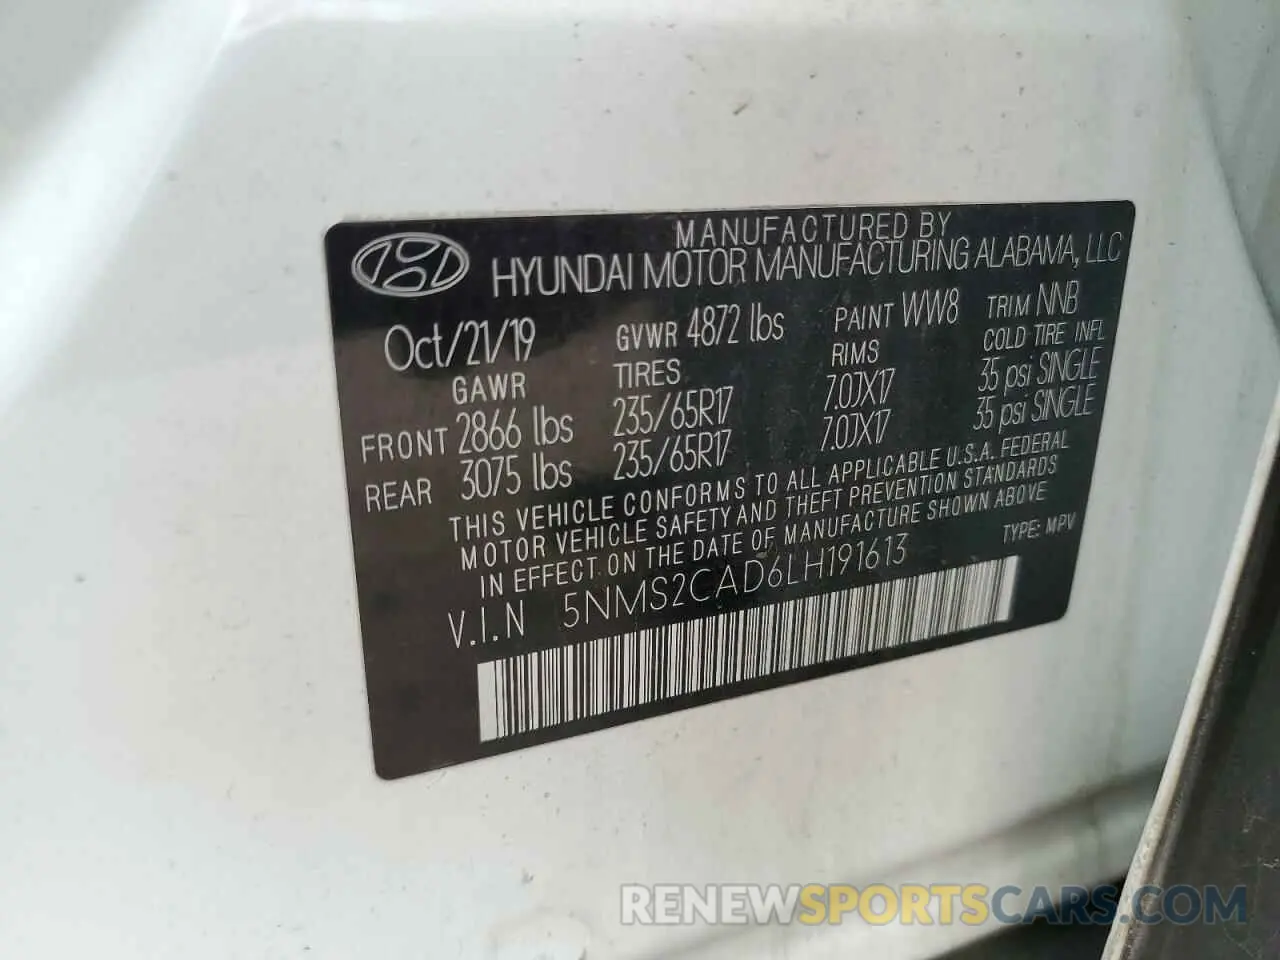 MANUFACTURED BY
HYUNDAI MOTOR MANUFACTURING ALABAMA, LLC
Oct/21/19 GVWR 4872 lbs PAINT WW8 TRIM NNB
GAWR TIRES RIMS COLD TIRE INFL
FRONT 2866 lbs 235/65R17 7.0JX17 35 psi SINGLE
REAR 3075 lbs 235/65R17 7.0JX17 35 psi SINGLE
THIS VEHICLE CONFORMS TO ALL APPLICABLE U.S.A. FEDERAL
MOTOR VEHICLE SAFETY AND THEFT PREVENTION STANDARDS
IN EFFECT ON THE DATE OF MANUFACTURE SHOWN ABOVE
V.I.N 5NMS2CAD6LH191613 TYPE: MPV
RENEWSPORTSCARS.COM